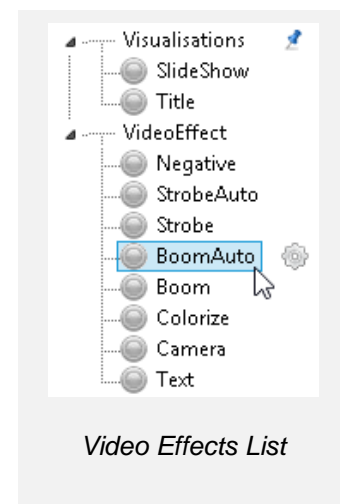 Visualisations
SlideShow
Title
VideoEffect
Negative
StrobeAuto
Strobe
BoomAuto
Boom
Colorize
Camera
Text
Video Effects List